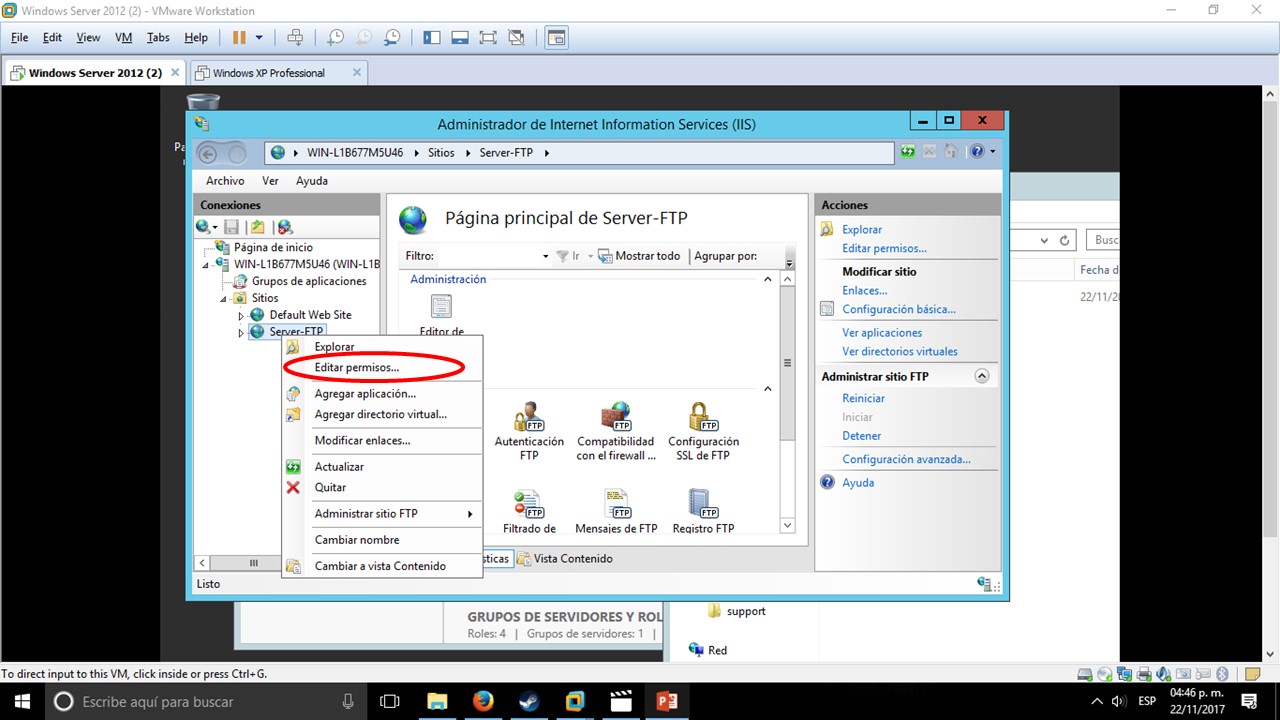 Windows Server 2012 (2) - VMware Workstation
File Edit View VM Tabs Help
Windows Server 2012 (2)
Windows XP Professional
Administrador de Internet Information Services (IIS)
WIN-L1B677M5U46 Sitios Server-FTP
Archivo Ver Ayuda
Conexiones
Página de inicio
WIN-L1B677M5U46 (WIN-L1B
Grupos de aplicaciones
Sitios
Default Web Site
Server-FTP
Explorar
Editar permisos...
Agregar aplicación...
Agregar directorio virtual...
Modificar enlaces...
Actualizar
Quitar
Administrar sitio FTP
Cambiar nombre
Cambiar a vista Contenido
Listo
Página principal de Server-FTP
Filtro: Ir Mostrar todo Agrupar por:
Administración
Editor de
FTP FTP FTP
Autenticación FTP
Compatibilidad con el firewall ...
Configuración SSL de FTP
FTP FTP FTP
Filtrado de
Mensajes de FTP
Registro FTP
sticas Vista Contenido
Acciones
Explorar
Editar permisos...
Modificar sitio
Enlaces...
Configuración básica...
Ver aplicaciones
Ver directorios virtuales
Administrar sitio FTP
Reiniciar
Iniciar
Detener
Configuración avanzada...
Ayuda
Busc
Fecha d
22/11/20
GRUPOS DE SERVIDORES Y ROL
Roles: 4 | Grupos de servidores: 1 |
support
Red
To direct input to this VM, click inside or press Ctrl+G.
Escribe aquí para buscar
ESP
04:46 p. m.
22/11/2017